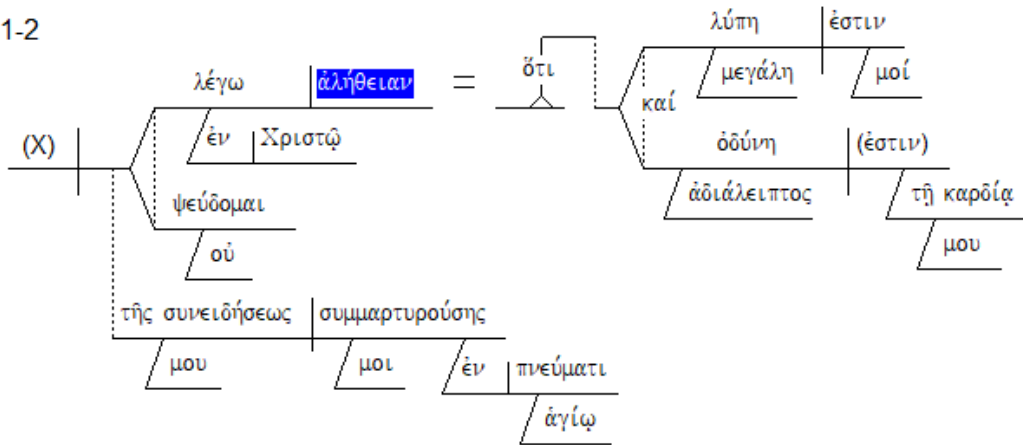 1-2
λύπη ἐστιν
λέγω ἀλήθειαν = ὅτι μεγάλη μοί
καί
(X) ἐν Χριστῷ ὀδύνη (ἐστιν)
ψεύδομαι ἀδιάλειπτος τῇ καρδίᾳ
οὐ μου
τῆς συνειδήσεως συμμαρτυρούσης
μου μοι ἐν πνεύματι
ἁγίῳ